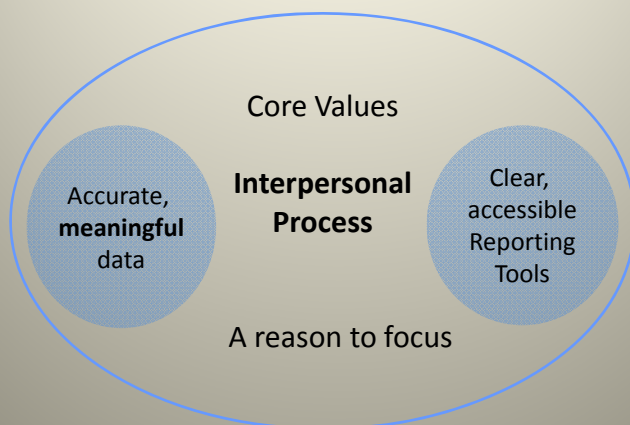 Core Values
Accurate,
meaningful
data
Interpersonal
Process
Clear,
accessible
Reporting
Tools
A reason to focus